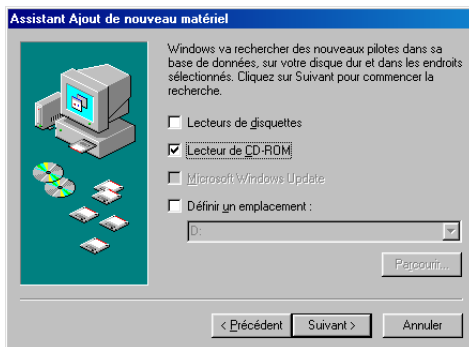 Assistant Ajout de nouveau matériel
Windows va rechercher des nouveaux pilotes dans sa
base de données, sur votre disque dur et dans les endroits
sélectionnés. Cliquez sur Suivant pour commencer la
recherche.
Lecteurs de disquettes
Lecteur de CD-ROM
Microsoft Windows Update
Définir un emplacement :
D:
Parcourir...
< Précédent Suivant > Annuler